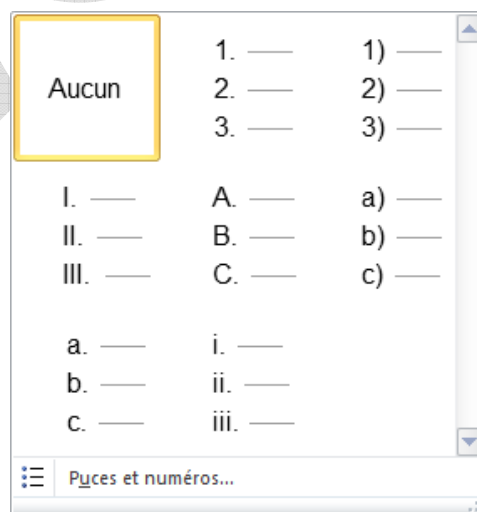 Aucun
1.
2.
3.
1)
2)
3)
I.
II.
III.
A.
B.
C.
a)
b)
c)
a.
b.
c.
i.
ii.
iii.
Puces et numéros...